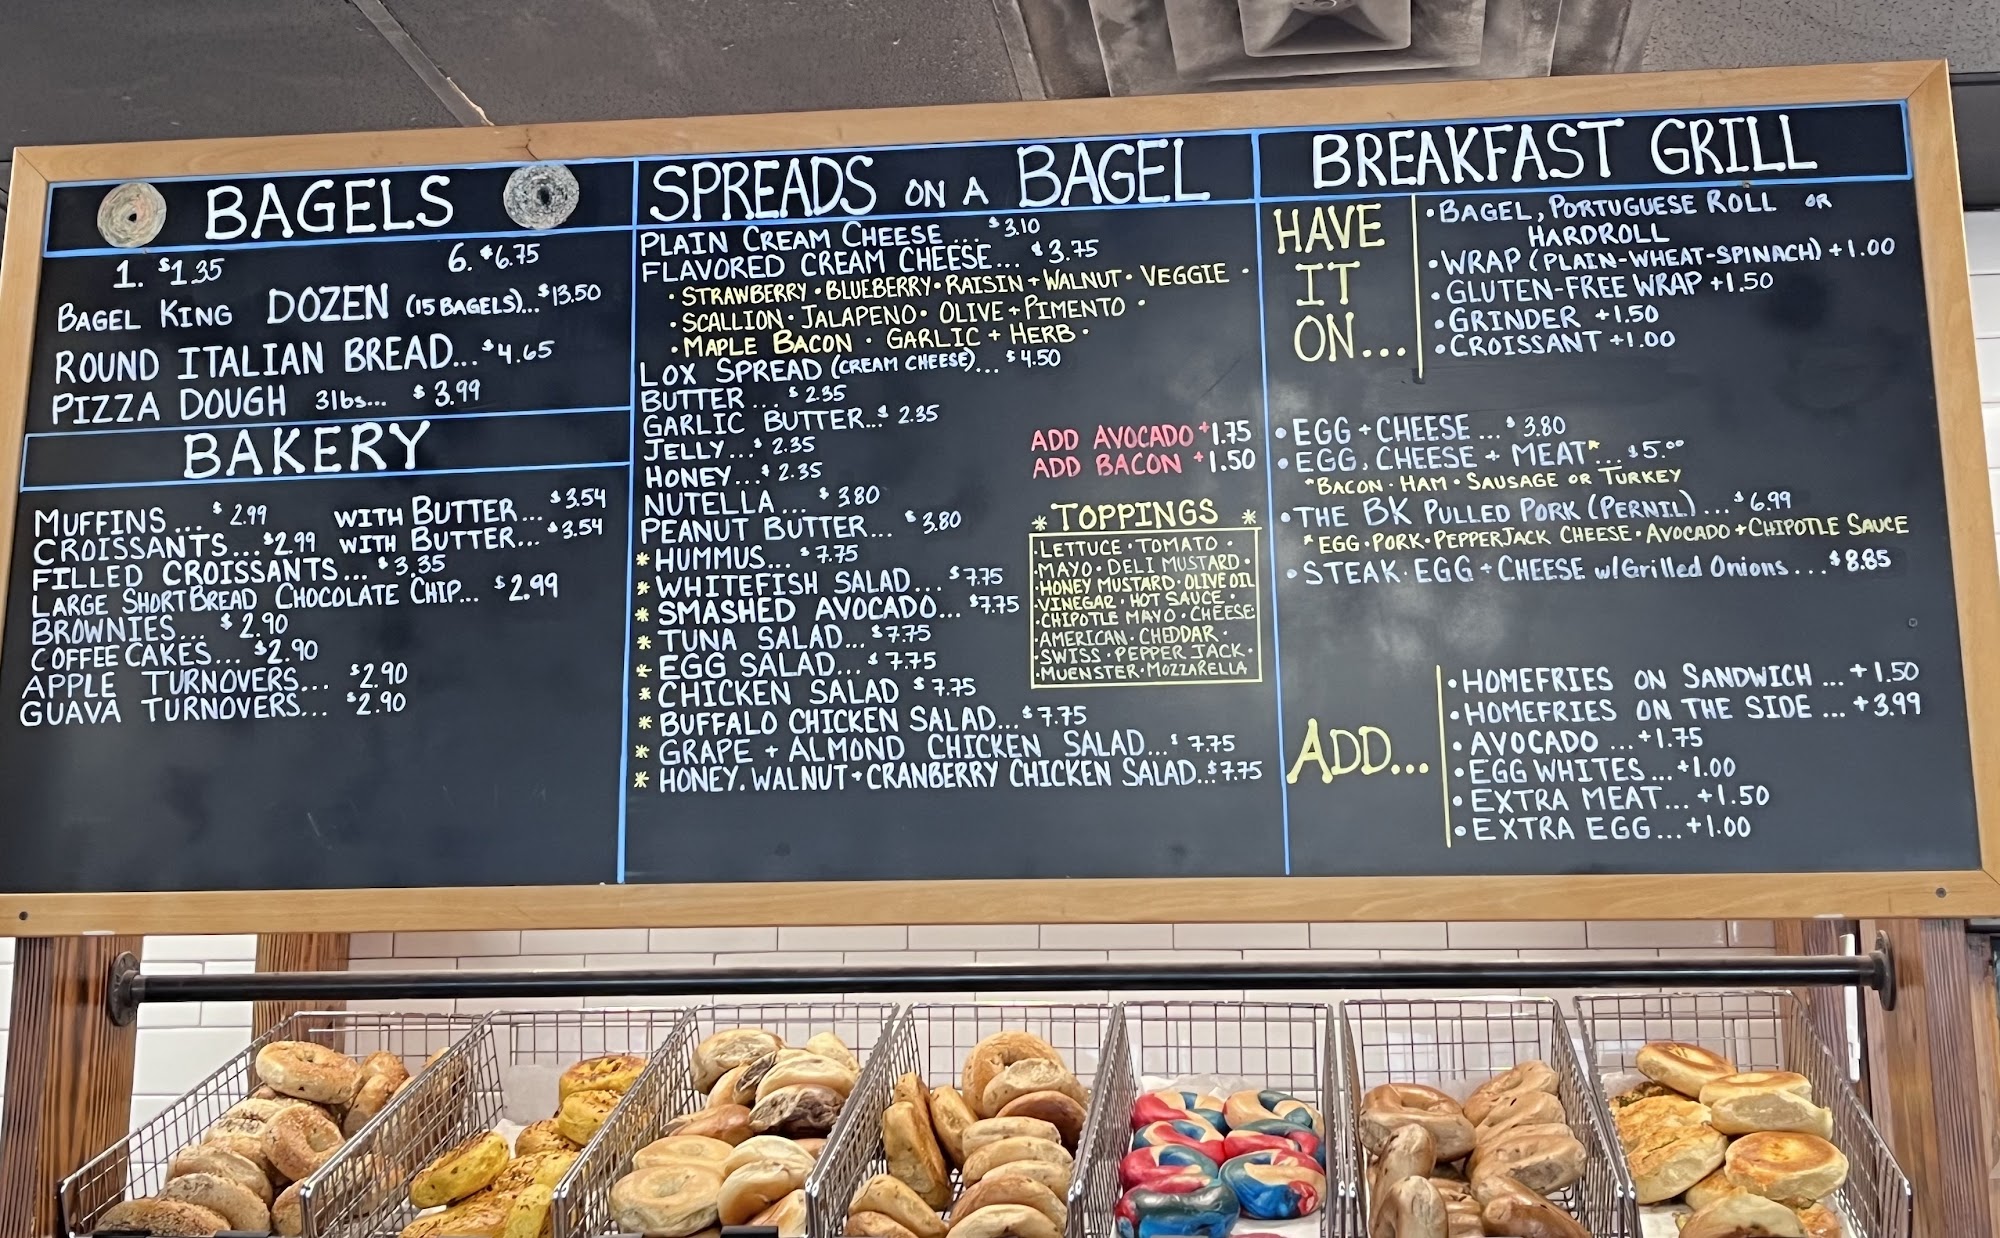 BAGELS
1. $1.35 6. $6.75
BAGEL KING DOZEN (15 BAGELS)...$13.50
ROUND ITALIAN BREAD...$4.65
PIZZA DOUGH 3lbs... $3.99
BAKERY
MUFFINS... $2.99 WITH BUTTER... $3.54
CROISSANTS...$2.99 WITH BUTTER...$3.54
FILLED CROISSANTS... $3.35
LARGE SHORTBREAD CHOCOLATE CHIP... $2.99
BROWNIES... $2.90
COFFEE CAKES... $2.90
APPLE TURNOVERS... $2.90
GUAVA TURNOVERS... $2.90
SPREADS ON A BAGEL
PLAIN CREAM CHEESE... $3.10
FLAVORED CREAM CHEESE... $3.75
• STRAWBERRY • BLUEBERRY • RAISIN + WALNUT • VEGGIE •
• SCALLION • JALAPENO • OLIVE + PIMENTO •
• MAPLE BACON • GARLIC + HERB •
LOX SPREAD (CREAM CHEESE)... $4.50
BUTTER... $2.35
GARLIC BUTTER...$2.35
JELLY...$2.35
HONEY...$2.35
NUTELLA... $3.80
PEANUT BUTTER... $3.80
* HUMMUS... $7.75
* WHITEFISH SALAD... $7.75
* SMASHED AVOCADO... $7.75
* TUNA SALAD... $7.75
* EGG SALAD... $7.75
* CHICKEN SALAD $7.75
* BUFFALO CHICKEN SALAD...$7.75
* GRAPE + ALMOND CHICKEN SALAD...$7.75
* HONEY, WALNUT + CRANBERRY CHICKEN SALAD...$7.75
ADD AVOCADO +1.75
ADD BACON +1.50
* TOPPINGS *
• LETTUCE • TOMATO •
• MAYO • DELI MUSTARD •
• HONEY MUSTARD • OLIVE OIL
• VINEGAR • HOT SAUCE •
• CHIPOTLE MAYO • CHEESE:
• AMERICAN • CHEDDAR •
• SWISS • PEPPER JACK •
• MUENSTER • MOZZARELLA
BREAKFAST GRILL
HAVE
IT
ON...
• BAGEL, PORTUGUESE ROLL OR
HARDROLL
• WRAP (PLAIN-WHEAT-SPINACH) +1.00
• GLUTEN-FREE WRAP +1.50
• GRINDER +1.50
• CROISSANT +1.00
• EGG + CHEESE... $3.80
• EGG, CHEESE + MEAT*... $5.00
*BACON • HAM • SAUSAGE OR TURKEY
• THE BK PULLED PORK (PERNIL)... $6.99
*EGG • PORK • PEPPERJACK CHEESE • AVOCADO + CHIPOTLE SAUCE
• STEAK, EGG + CHEESE w/Grilled Onions...$8.85
ADD...
• HOMEFRIES ON SANDWICH... +1.50
• HOMEFRIES ON THE SIDE... +3.99
• AVOCADO...+1.75
• EGG WHITES...+1.00
• EXTRA MEAT...+1.50
• EXTRA EGG...+1.00